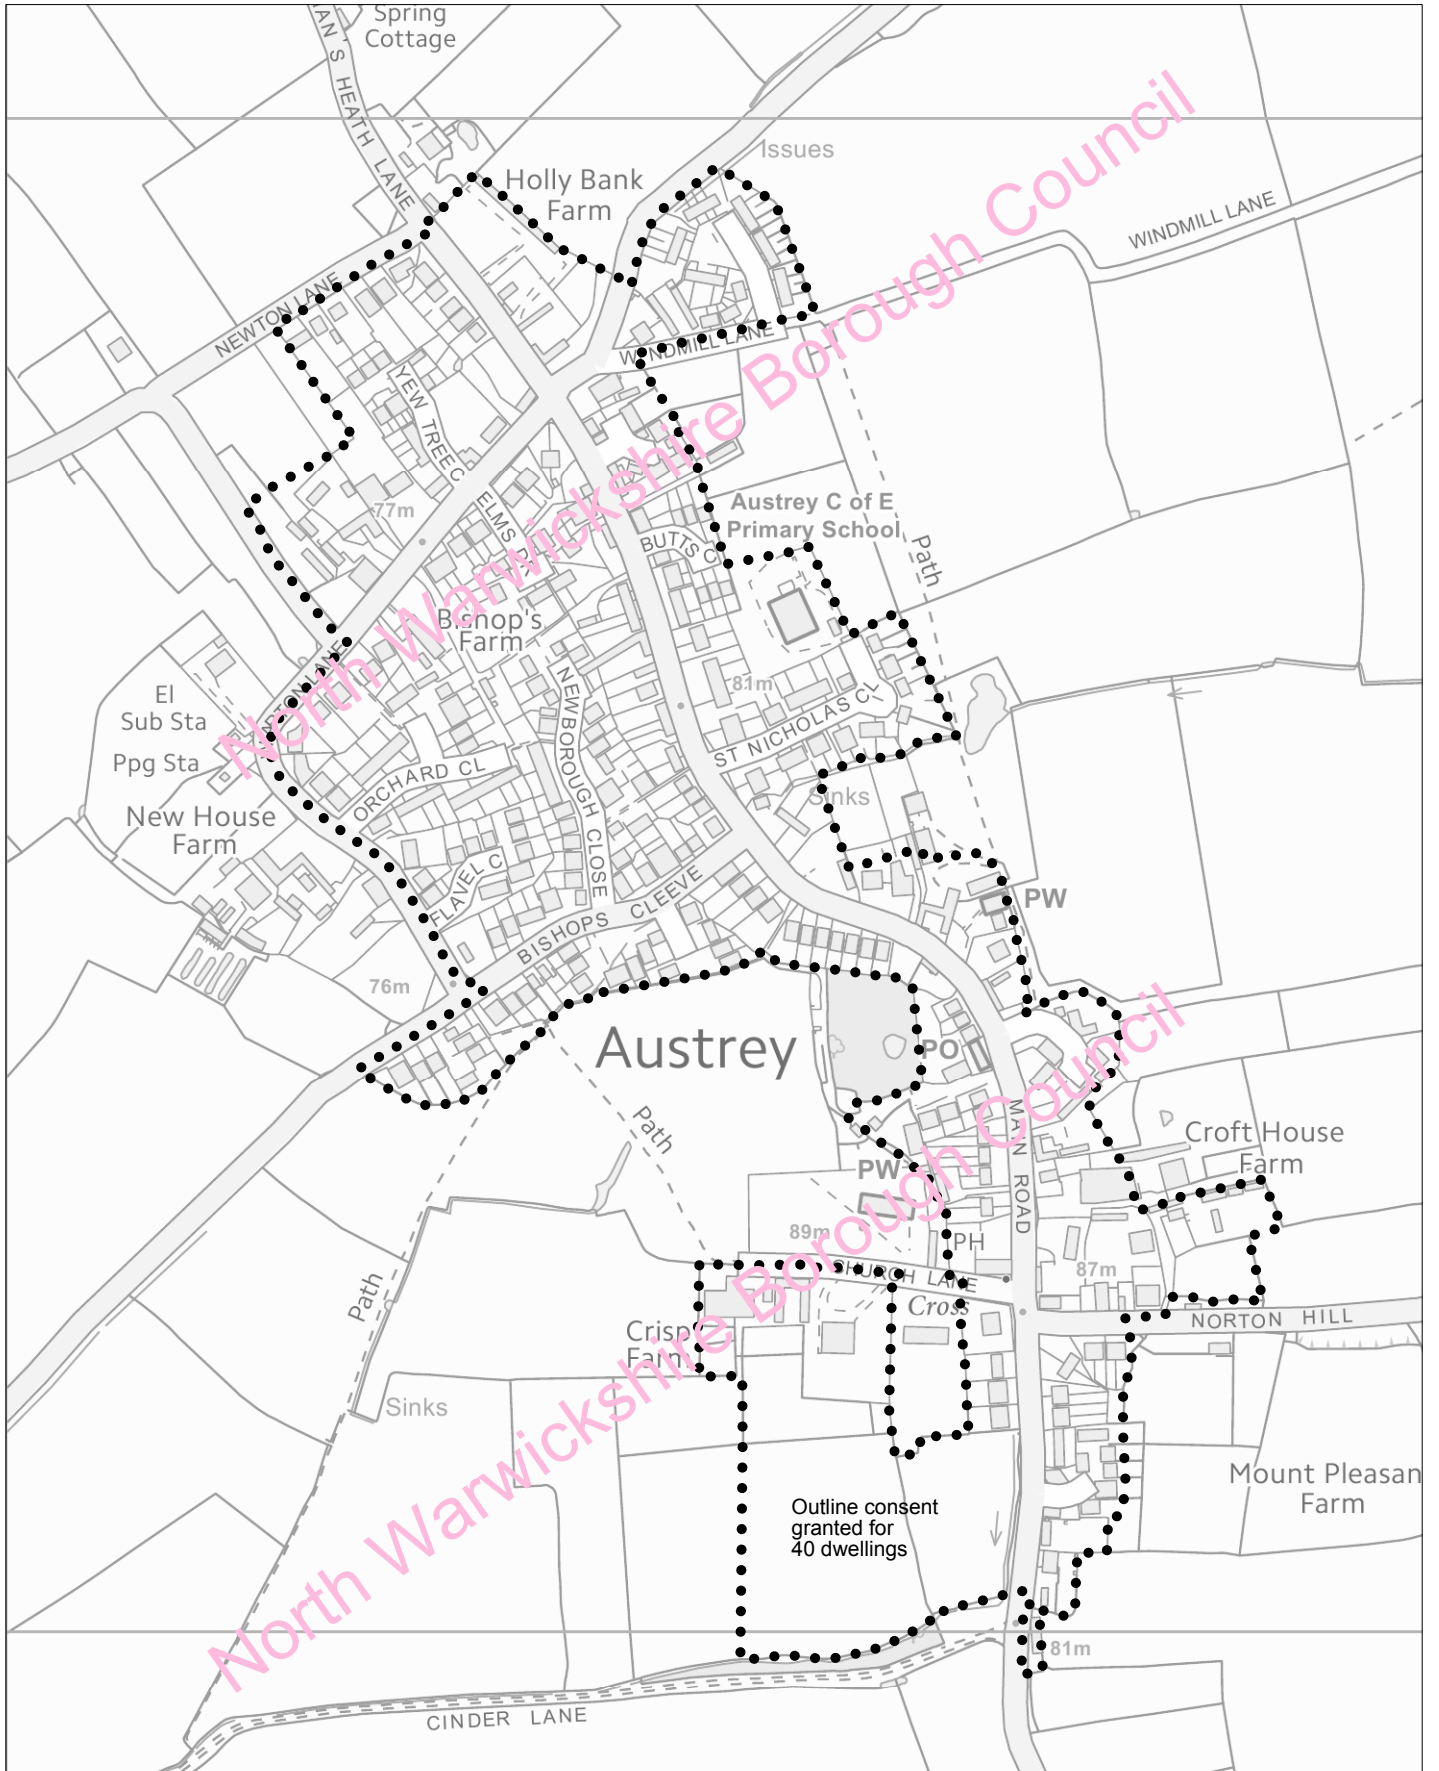 Spring
Cottage
AN'S HEATH LANE
Issues
Holly Bank
Farm
WINDMILL LANE
NEWTON LANE
WINDMILL LANE
YEW TREE C
77m
ELMS
Austrey C of E
Primary School
BUTTS C
Path
Bishop's
Farm
El
Sub Sta
Ppg Sta
NEWBOROUGH CLOSE
81m
ST NICHOLAS CL
ORCHARD CL
New House
Farm
Sinks
FLAVEL C
BISHOPS CLEEVE
PW
76m
Austrey
PO
Path
MAIN ROAD
PW
Croft House
Farm
89m
PH
87m
CHURCH LANE
Cross
Path
Crisp
Farm
NORTON HILL
Sinks
Mount Pleasan
Farm
Outline consent
granted for
40 dwellings
81m
CINDER LANE
North Warwickshire Borough Council
North Warwickshire Borough Council